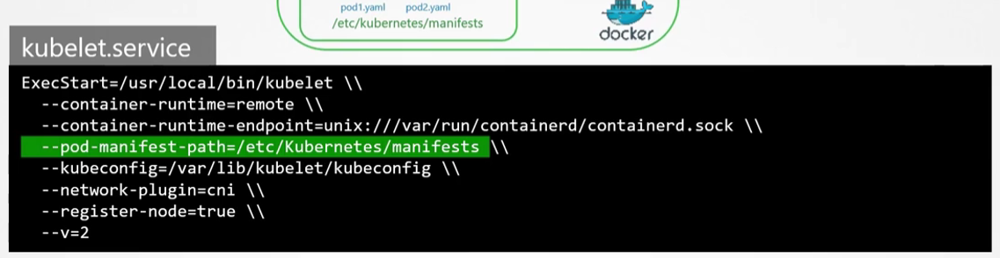 pod1.yaml pod2.yaml
/etc/kubernetes/manifests
docker
kubelet.service
ExecStart=/usr/local/bin/kubelet \\
--container-runtime=remote \\
--container-runtime-endpoint=unix:///var/run/containerd/containerd.sock \\
--pod-manifest-path=/etc/Kubernetes/manifests \\
--kubeconfig=/var/lib/kubelet/kubeconfig \\
--network-plugin=cni \\
--register-node=true \\
--v=2